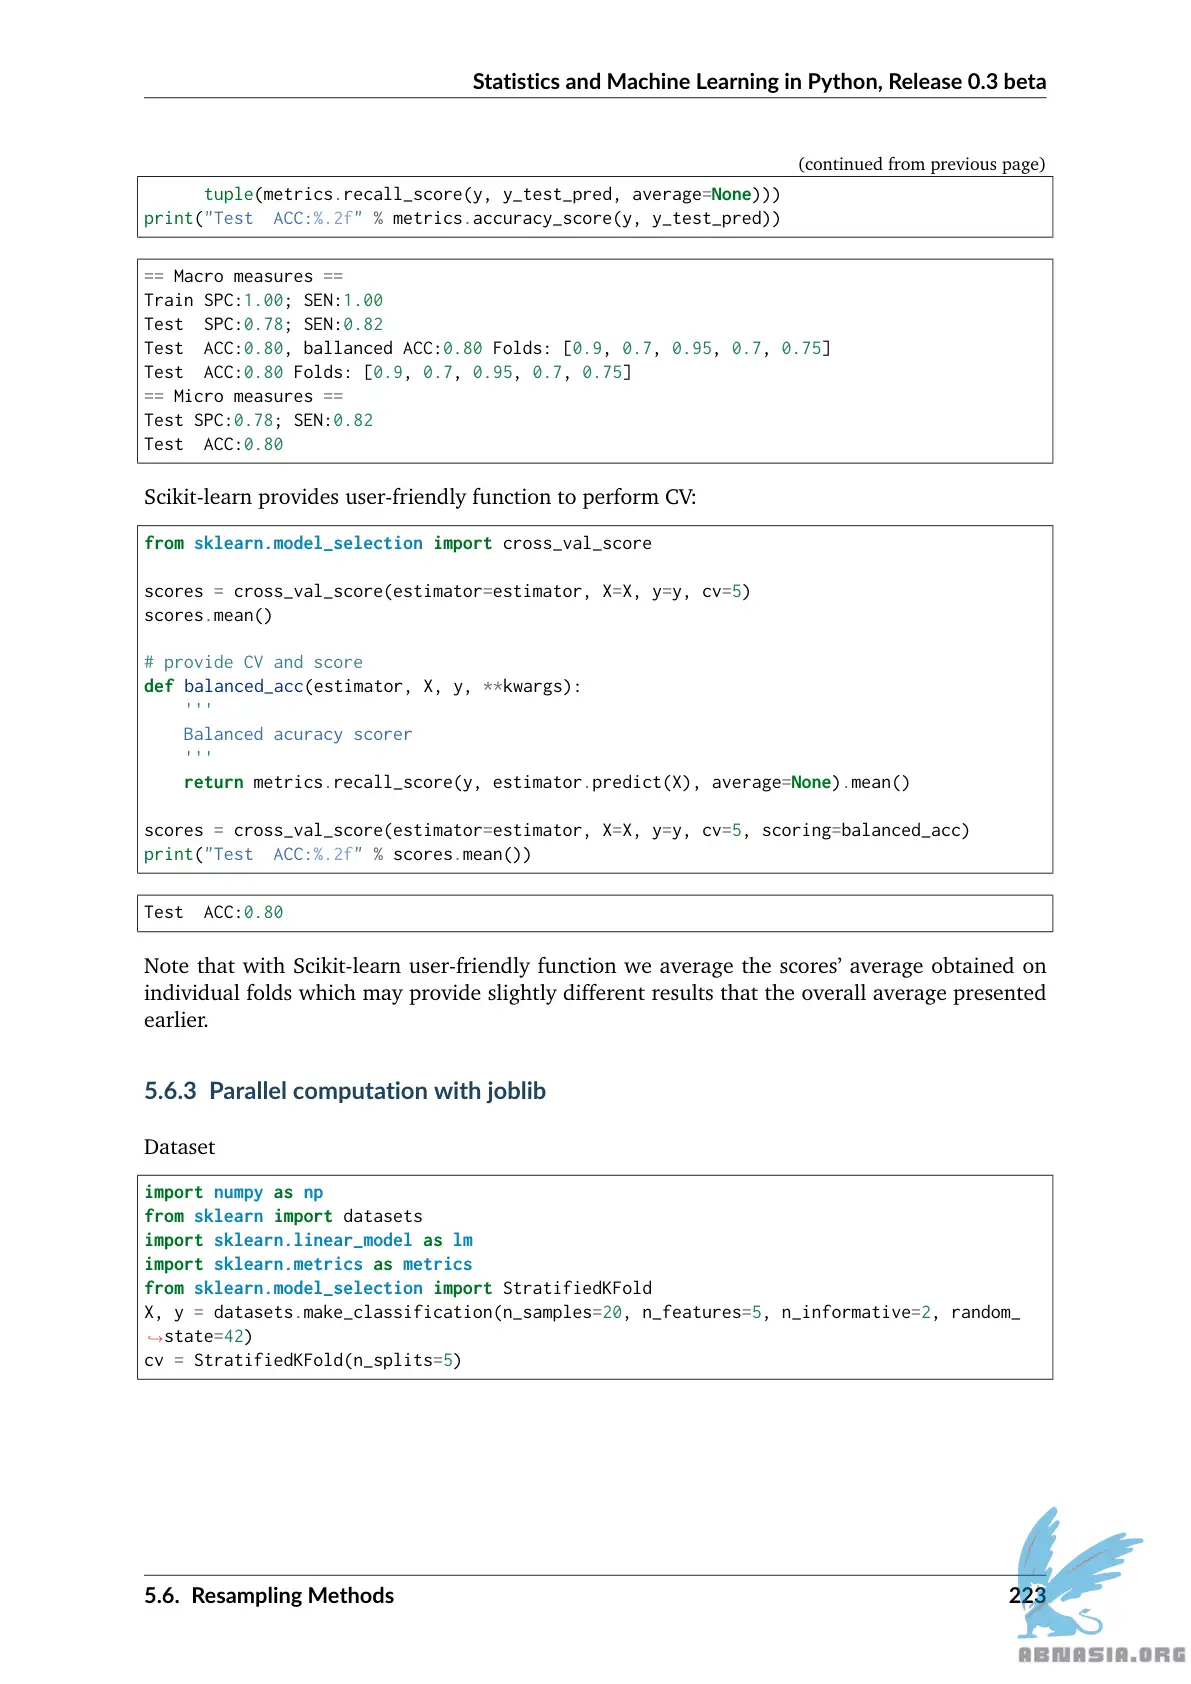 Statistics and Machine Learning in Python, Release 0.3 beta
(continued from previous page)
      tuple(metrics.recall_score(y, y_test_pred, average=None)))
print("Test  ACC:%.2f" % metrics.accuracy_score(y, y_test_pred))
== Macro measures ==
Train SPC:1.00; SEN:1.00
Test  SPC:0.78; SEN:0.82
Test  ACC:0.80, ballanced ACC:0.80 Folds: [0.9, 0.7, 0.95, 0.7, 0.75]
Test  ACC:0.80 Folds: [0.9, 0.7, 0.95, 0.7, 0.75]
== Micro measures ==
Test SPC:0.78; SEN:0.82
Test  ACC:0.80
Scikit-learn provides user-friendly function to perform CV:
from sklearn.model_selection import cross_val_score
scores = cross_val_score(estimator=estimator, X=X, y=y, cv=5)
scores.mean()
# provide CV and score
def balanced_acc(estimator, X, y, **kwargs):
    '''
    Balanced acuracy scorer
    '''
    return metrics.recall_score(y, estimator.predict(X), average=None).mean()
scores = cross_val_score(estimator=estimator, X=X, y=y, cv=5, scoring=balanced_acc)
print("Test  ACC:%.2f" % scores.mean())
Test  ACC:0.80
Note that with Scikit-learn user-friendly function we average the scores’ average obtained on
individual folds which may provide slightly different results that the overall average presented
earlier.
5.6.3 Parallel computation with joblib
Dataset
import numpy as np
from sklearn import datasets
import sklearn.linear_model as lm
import sklearn.metrics as metrics
from sklearn.model_selection import StratifiedKFold
X, y = datasets.make_classification(n_samples=20, n_features=5, n_informative=2, random_
↪state=42)
cv = StratifiedKFold(n_splits=5)
5.6. Resampling Methods 223
ABNASIA.ORG